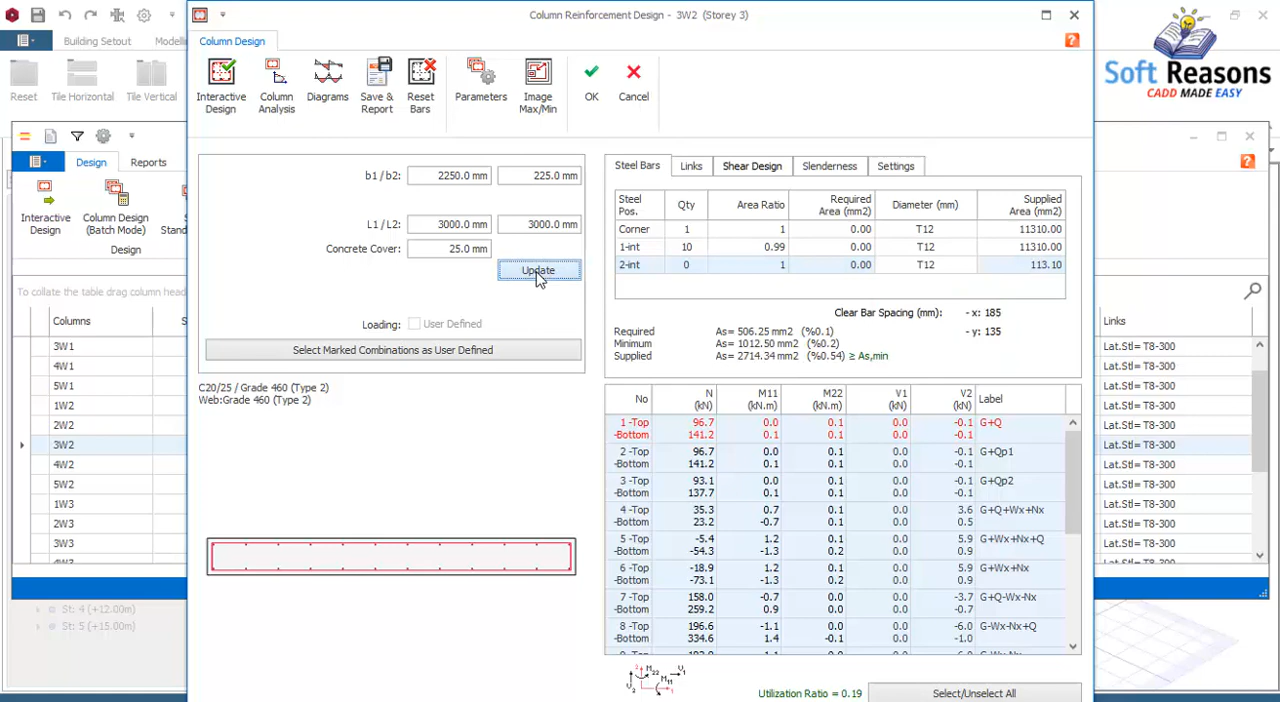 Column Reinforcement Design - 3W2 (Storey 3)
Building Setout
Column Design
Soft Reasons
CADD MADE EASY
Reset
Tile Horizontal
Tile Vertical
Interactive Design
Column Analysis
Diagrams
Save & Report
Reset Bars
Parameters
Image Max/Min
OK
Cancel
Design
Reports
Interactive Design
Column Design (Batch Mode)
Design
To collate the table drag column head
Columns
3W1
4W1
5W1
1W2
2W2
3W2
4W2
5W2
1W3
2W3
3W3
4W3
St: 4 (+12.00m)
St: 5 (+15.00m)
b1 / b2: 2250.0 mm 225.0 mm
L1 / L2: 3000.0 mm 3000.0 mm
Concrete Cover: 25.0 mm
Update
Loading: User Defined
Select Marked Combinations as User Defined
C20/25 / Grade 460 (Type 2)
Web:Grade 460 (Type 2)
Steel Bars Links Shear Design Slenderness Settings
Steel Pos. Qty Area Ratio Required Area (mm2) Diameter (mm) Supplied Area (mm2)
Corner 1 1 0.00 T12 11310.00
1-int 10 0.99 0.00 T12 11310.00
2-int 0 1 0.00 T12 113.10
Clear Bar Spacing (mm): - x: 185
- y: 135
Required As= 506.25 mm2 (%0.1)
Minimum As= 1012.50 mm2 (%0.2)
Supplied As= 2714.34 mm2 (%0.54) ≥ As,min
No N (kN) M11 (kN.m) M22 (kN.m) V1 (kN) V2 (kN) Label
1 -Top 96.7 0.0 0.1 0.0 -0.1 G+Q
-Bottom 141.2 0.1 0.1 0.0 -0.1
2 -Top 96.7 0.0 0.1 0.0 -0.1 G+Qp1
-Bottom 141.2 0.1 0.1 0.0 -0.1
3 -Top 93.1 0.0 0.1 0.0 -0.1 G+Qp2
-Bottom 137.7 0.1 0.1 0.0 -0.1
4 -Top 35.3 0.7 0.1 0.0 3.6 G+Q+Wx+Nx
-Bottom 23.2 -0.7 0.1 0.0 0.5
5 -Top -5.4 1.2 0.1 0.0 5.9 G+Wx+Nx+Q
-Bottom -54.3 -1.3 0.2 0.0 0.9
6 -Top -18.9 1.2 0.1 0.0 5.9 G+Wx+Nx
-Bottom -73.1 -1.3 0.2 0.0 0.9
7 -Top 158.0 -0.7 0.0 0.0 -3.7 G+Q-Wx-Nx
-Bottom 259.2 0.9 0.0 0.0 -0.7
8 -Top 196.6 -1.1 0.0 0.0 -6.0 G-Wx-Nx+Q
-Bottom 334.6 1.4 -0.1 0.0 -1.0
Utilization Ratio = 0.19
Select/Unselect All
Links
Lat.Stl= T8-300
Lat.Stl= T8-300
Lat.Stl= T8-300
Lat.Stl= T8-300
Lat.Stl= T8-300
Lat.Stl= T8-300
Lat.Stl= T8-300
Lat.Stl= T8-300
Lat.Stl= T8-300
Lat.Stl= T8-300
Lat.Stl= T8-300